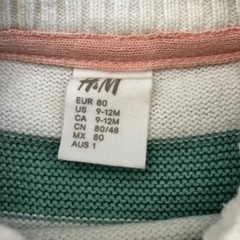 H&M
EUR 80
US 9-12M
CA 9-12M
CN 80/48
MX 80
AUS 1